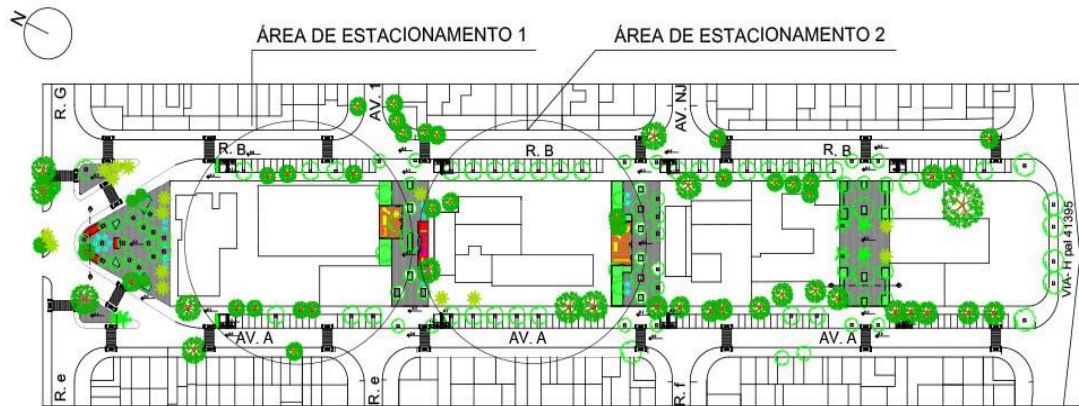 N
ÁREA DE ESTACIONAMENTO 1
ÁREA DE ESTACIONAMENTO 2
R. G
AV. 1
AV. NJ
R. B
R. B
R. B
VIA- H pal 41395
AV. A
AV. A
AV. A
R. e
R. e
R. f